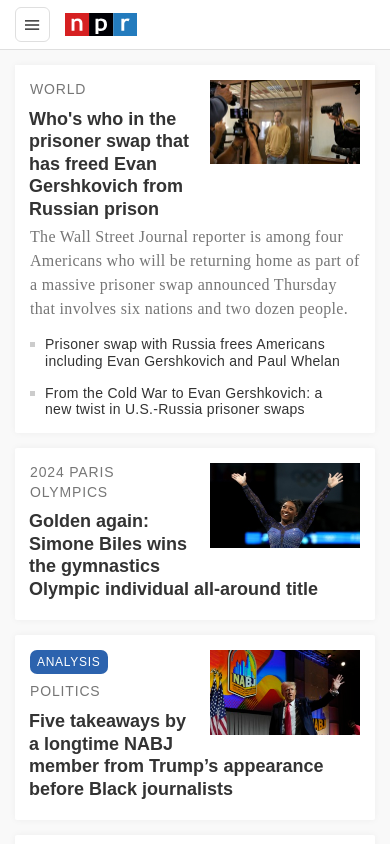 npr
WORLD
Who's who in the
prisoner swap that
has freed Evan
Gershkovich from
Russian prison
The Wall Street Journal reporter is among four
Americans who will be returning home as part of
a massive prisoner swap announced Thursday
that involves six nations and two dozen people.
Prisoner swap with Russia frees Americans
including Evan Gershkovich and Paul Whelan
From the Cold War to Evan Gershkovich: a
new twist in U.S.-Russia prisoner swaps
2024 PARIS
OLYMPICS
Golden again:
Simone Biles wins
the gymnastics
Olympic individual all-around title
ANALYSIS
POLITICS
NABJ
Five takeaways by
a longtime NABJ
member from Trump’s appearance
before Black journalists